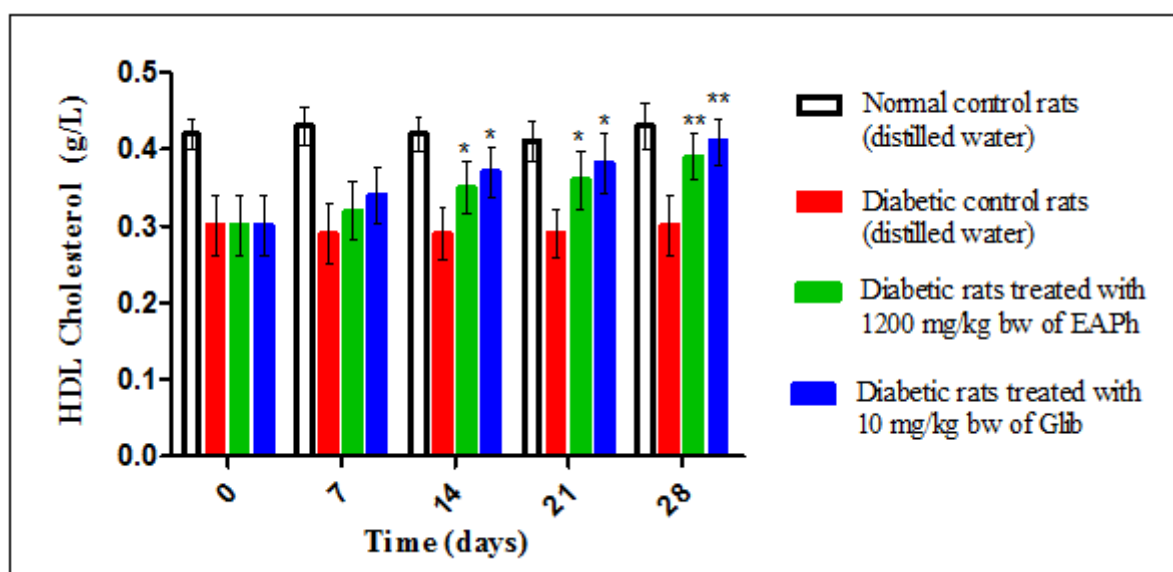 HDL Cholesterol (g/L)
0.5
0.4
0.3
0.2
0.1
0.0
* *
* *
** **
0
7
14
21
28
Time (days)
Normal control rats
(distilled water)
Diabetic control rats
(distilled water)
Diabetic rats treated with
1200 mg/kg bw of EAPh
Diabetic rats treated with
10 mg/kg bw of Glib